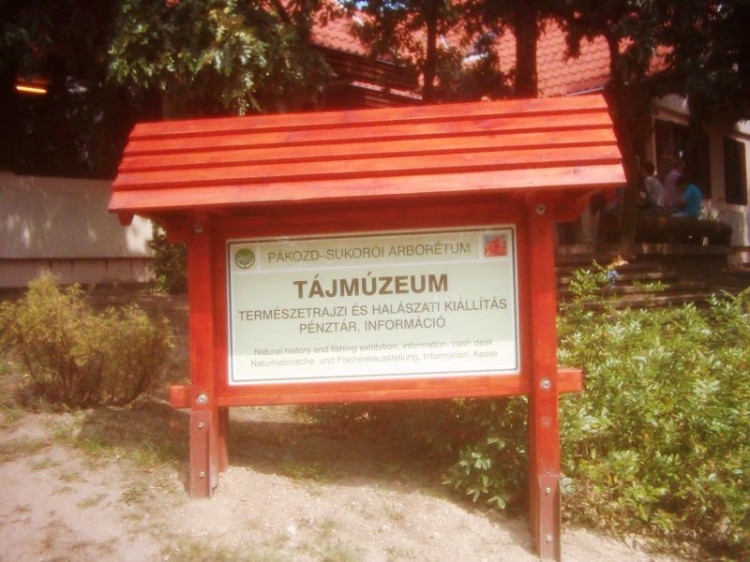 PÁKOZD-SUKORÓI ARBORÉTUM
TÁJMÚZEUM
TERMÉSZETRAJZI ÉS HALÁSZATI KIÁLLÍTÁS
PÉNZTÁR, INFORMÁCIÓ
Natural history and fishing exhibition, information, cash desk
Naturhistorische- und Fischereiausstellung, Information, Kasse